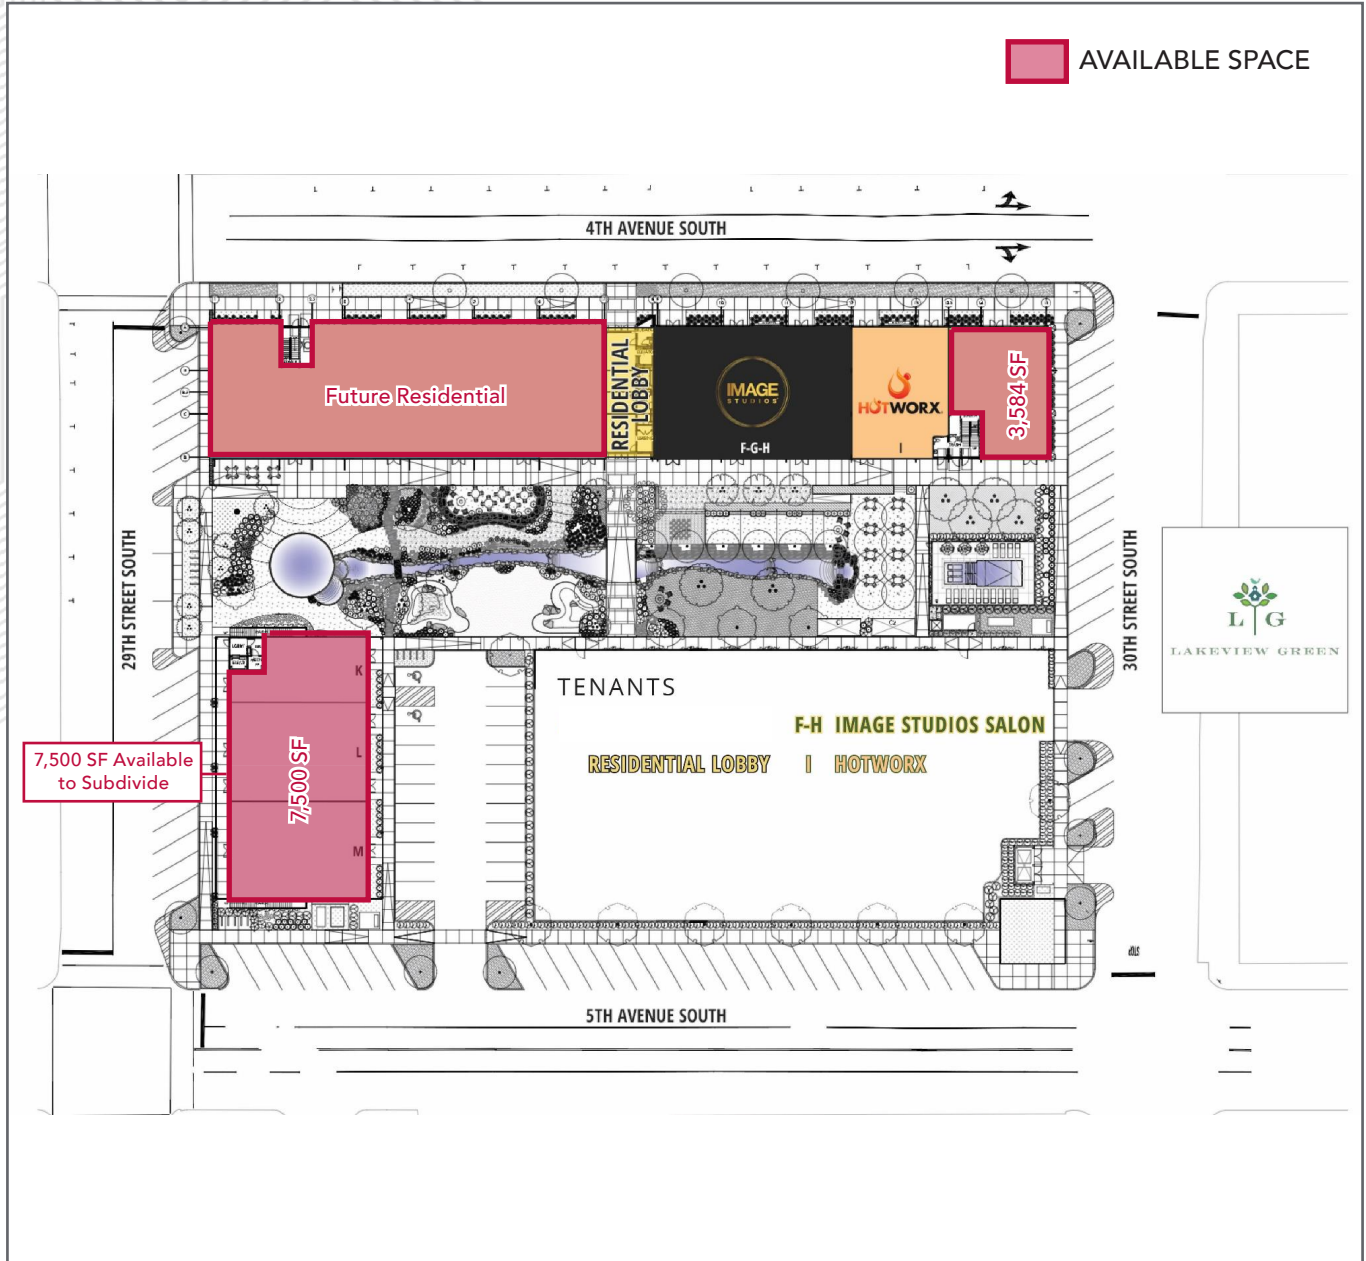 AVAILABLE SPACE
4TH AVENUE SOUTH
Future Residential
RESIDENTIAL
LOBBY
IMAGE
STUDIOS
F-G-H
HOTWORX
I
3,584 SF
29TH STREET SOUTH
30TH STREET SOUTH
L G
LAKEVIEW GREEN
K
L
M
7,500 SF
7,500 SF Available
to Subdivide
TENANTS
F-H IMAGE STUDIOS SALON
RESIDENTIAL LOBBY I HOTWORX
STOP
5TH AVENUE SOUTH